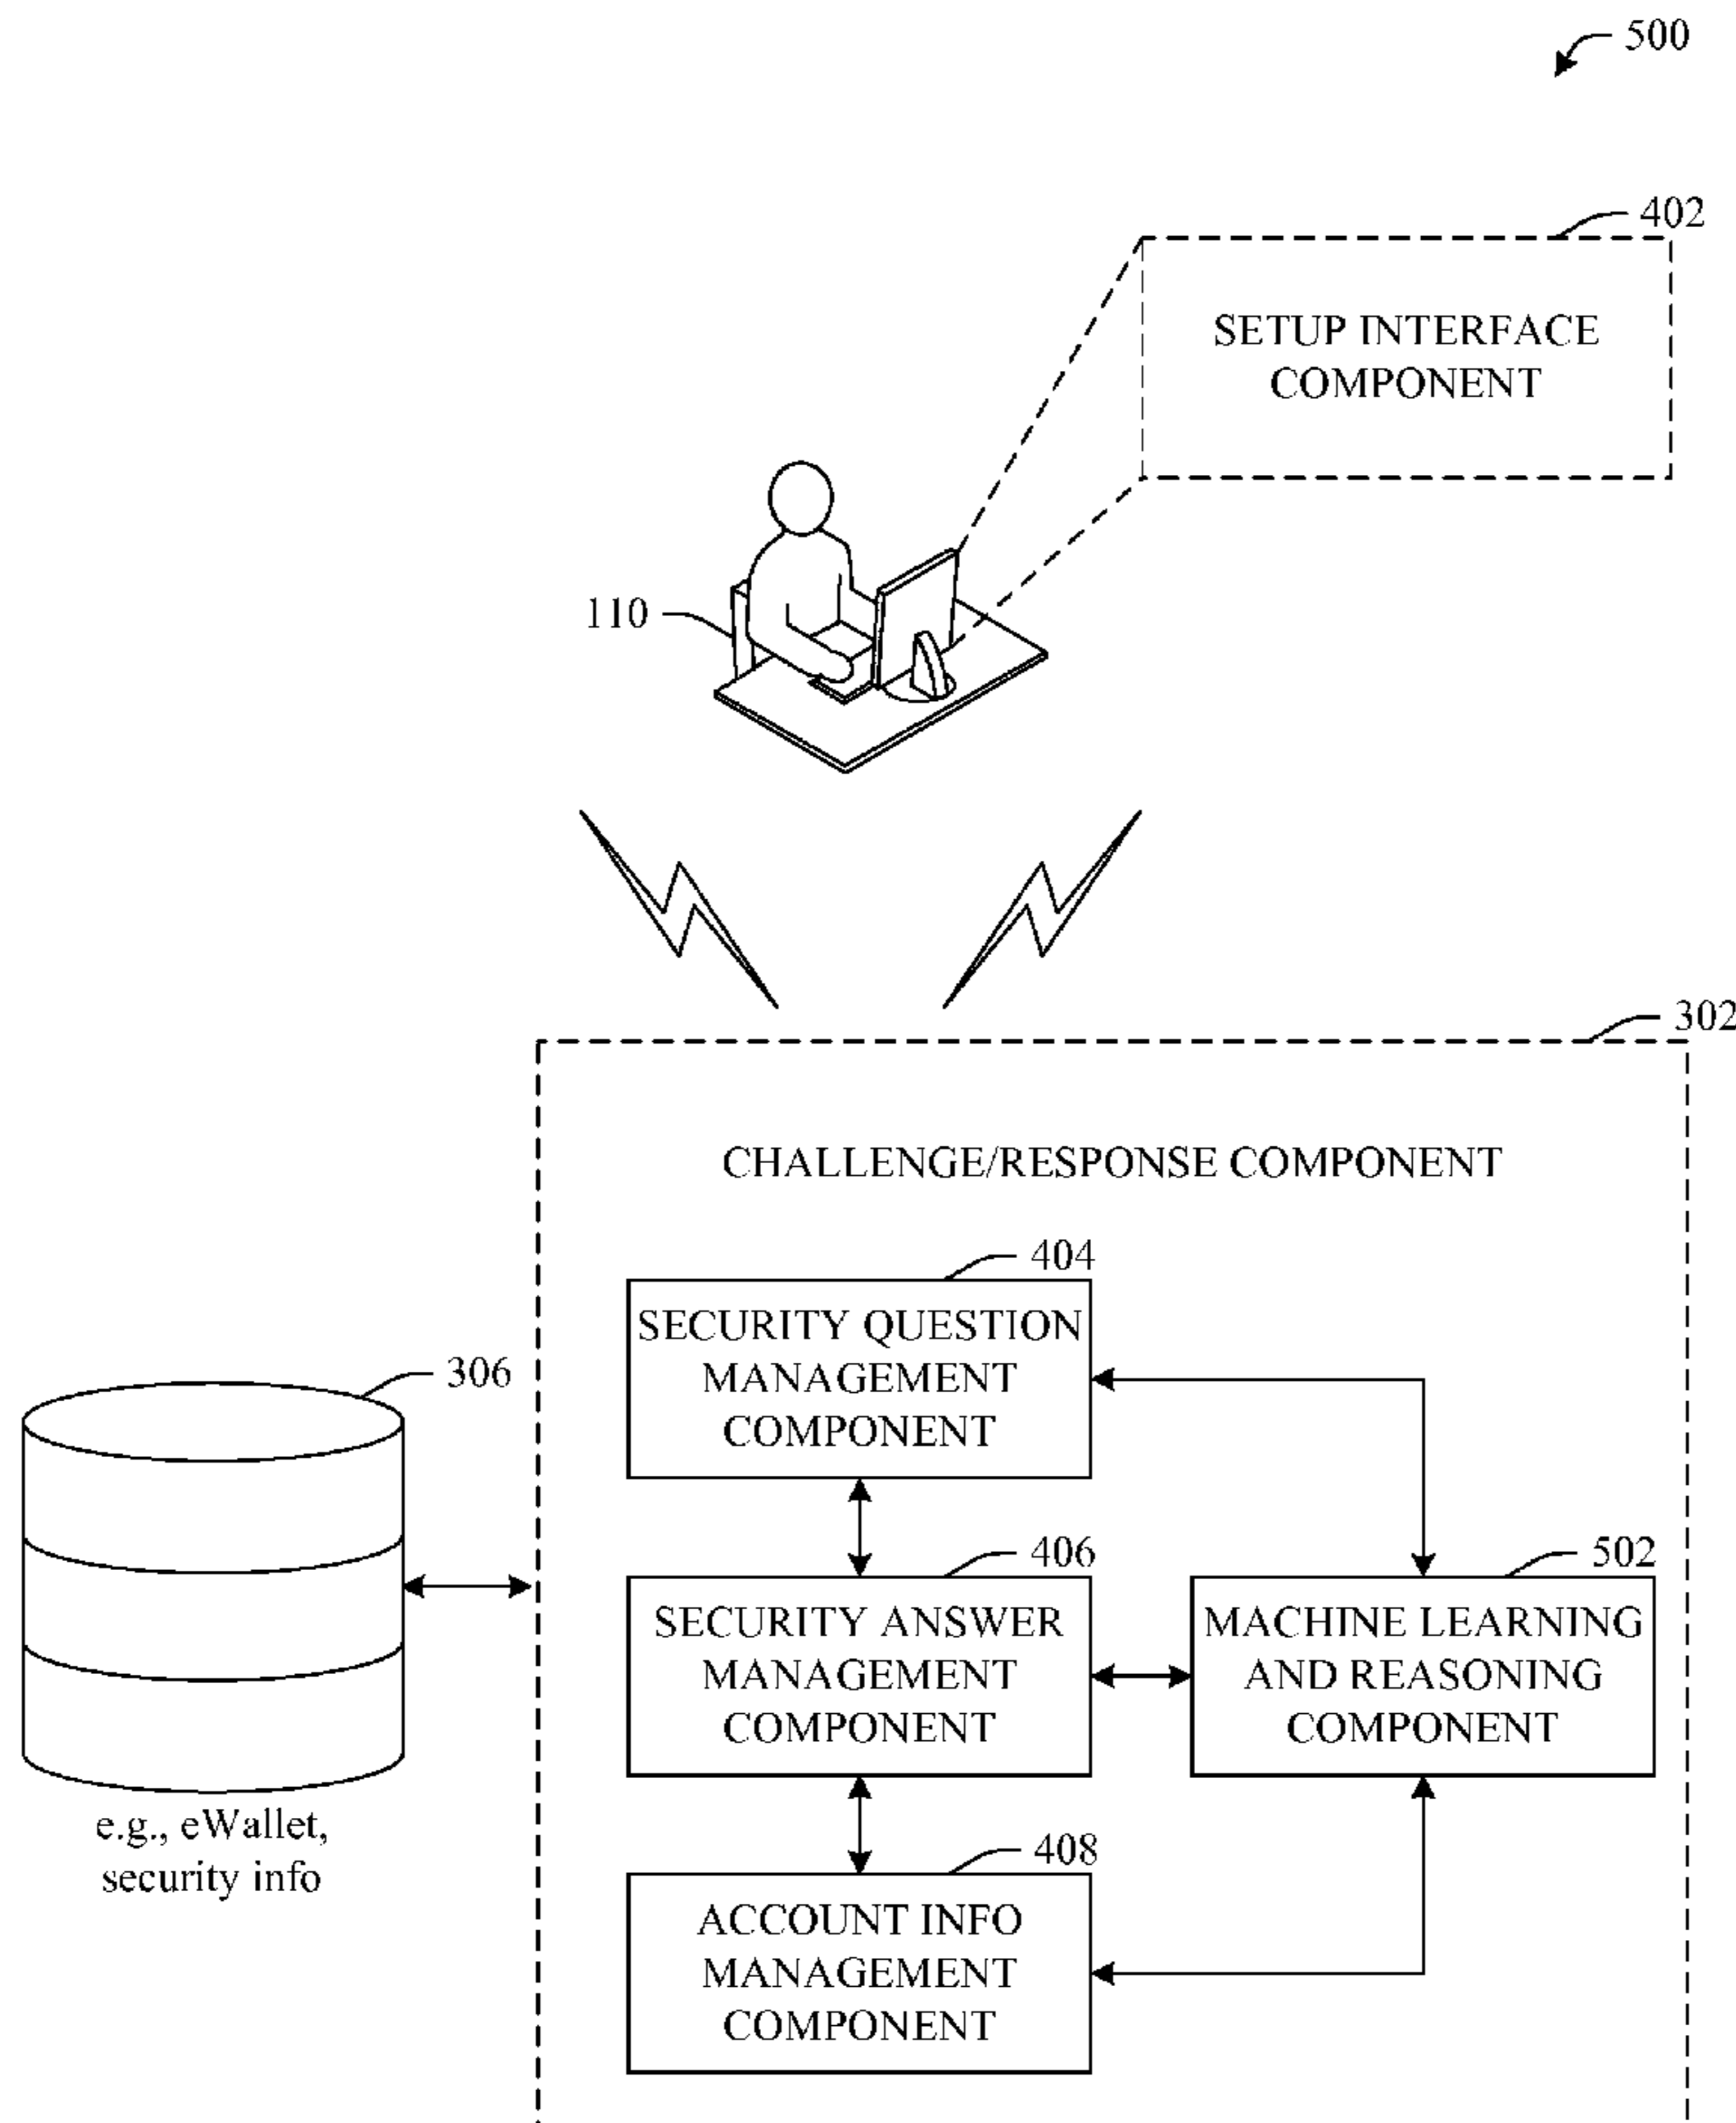 500
402
SETUP INTERFACE
COMPONENT
110
302
CHALLENGE/RESPONSE COMPONENT
404
SECURITY QUESTION
MANAGEMENT
COMPONENT
306
e.g., eWallet,
security info
406
SECURITY ANSWER
MANAGEMENT
COMPONENT
502
MACHINE LEARNING
AND REASONING
COMPONENT
408
ACCOUNT INFO
MANAGEMENT
COMPONENT